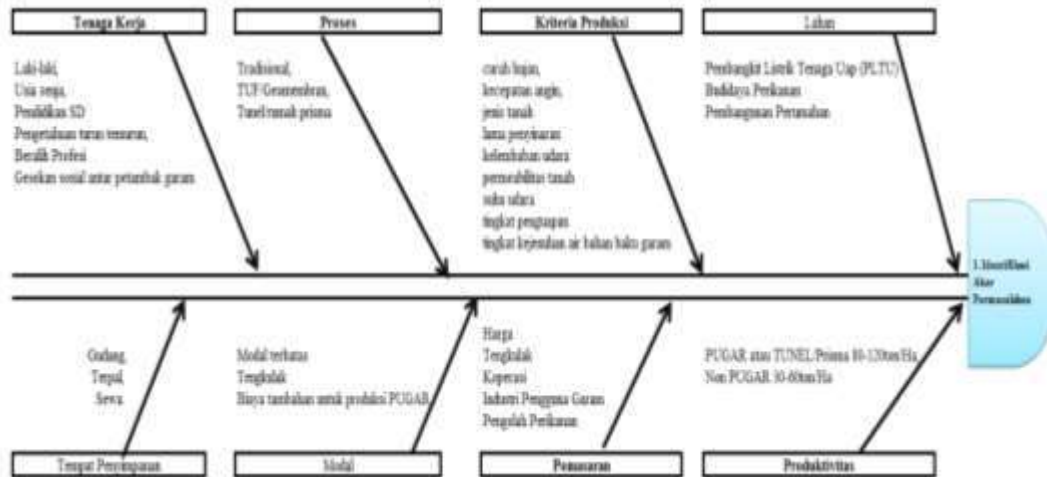 Tenaga Kerja
Laki-laki,
Usia senja,
Pendidikan SD
Pengetahuan turun temurun,
Beralih Profesi
Gesekan sosial antar petambak garam
Proses
Tradisional,
TUF/Geomembran,
Tunel/rumah prisma
Kriteria Produksi
curah hujan,
kecepatan angin,
jenis tanah
lama penyinaran
kelembaban udara
permeabilitas tanah
suhu udara
tingkat penguapan
tingkat kejenuhan air bahan baku garam
Lahan
Pembangkit Listrik Tenaga Uap (PLTU)
Budidaya Perikanan
Pembangunan Perumahan
1. Identifikasi
Akar
Permasalahan
Gudang,
Terpal,
Sewa
Tempat Penyimpanan
Modal terbatas
Tengkulak
Biaya tambahan untuk produksi PUGAR
Modal
Harga
Tengkulak
Koperasi
Industri Pengguna Garam
Pengolah Perikanan
Pemasaran
PUGAR atau TUNEL/Prisma 80-120ton/Ha
Non PUGAR 30-60ton/Ha
Produktivitas